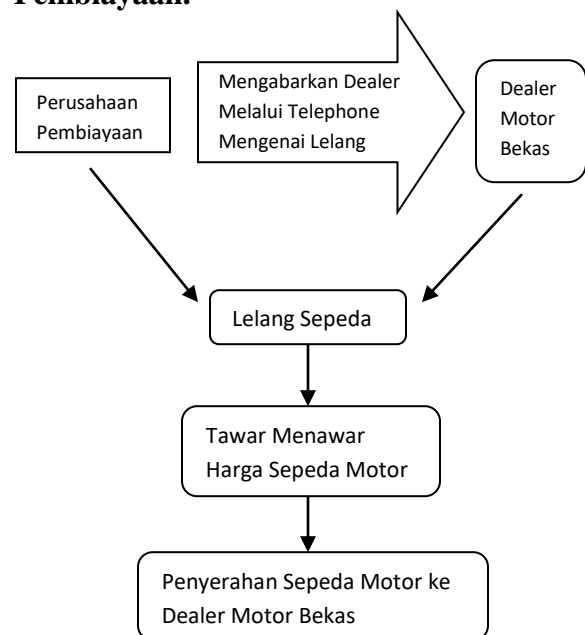 Pembiayaan.
Perusahaan
Pembiayaan
Mengabarkan Dealer
Melalui Telephone
Mengenai Lelang
Dealer
Motor
Bekas
Lelang Sepeda
Tawar Menawar
Harga Sepeda Motor
Penyerahan Sepeda Motor ke
Dealer Motor Bekas